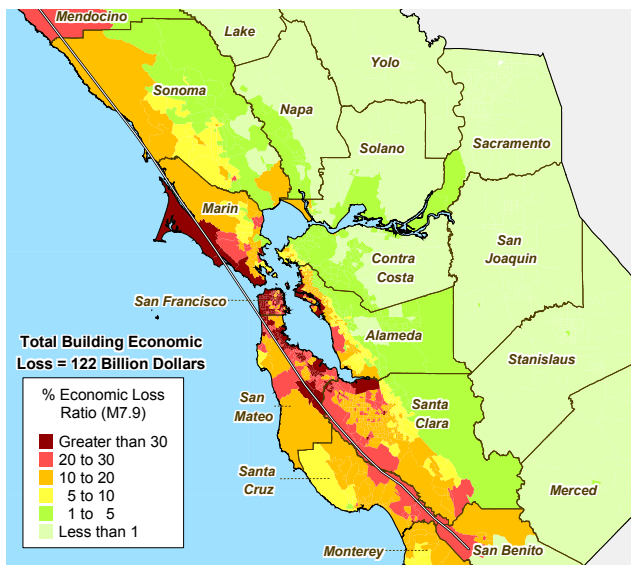 Mendocino
Lake
Yolo
Sonoma
Napa
Solano
Sacramento
Marin
San
Joaquin
Contra
Costa
San Francisco
Alameda
Total Building Economic
Loss = 122 Billion Dollars
Stanislaus
% Economic Loss
Ratio (M7.9)
Greater than 30
20 to 30
10 to 20
5 to 10
1 to 5
Less than 1
San
Mateo
Santa
Clara
Santa
Cruz
Merced
Monterey
San Benito